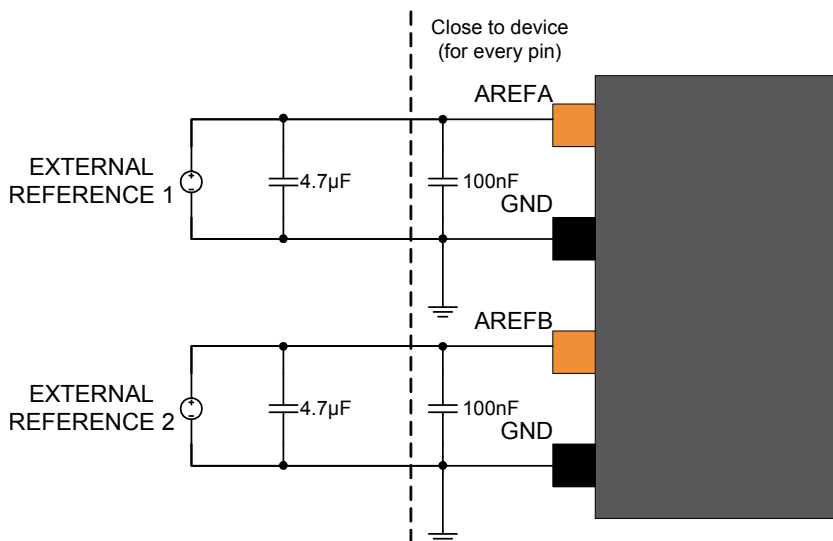 Close to device
(for every pin)
AREFA
EXTERNAL
REFERENCE 1
4.7µF
100nF
GND
AREFB
EXTERNAL
REFERENCE 2
4.7µF
100nF
GND